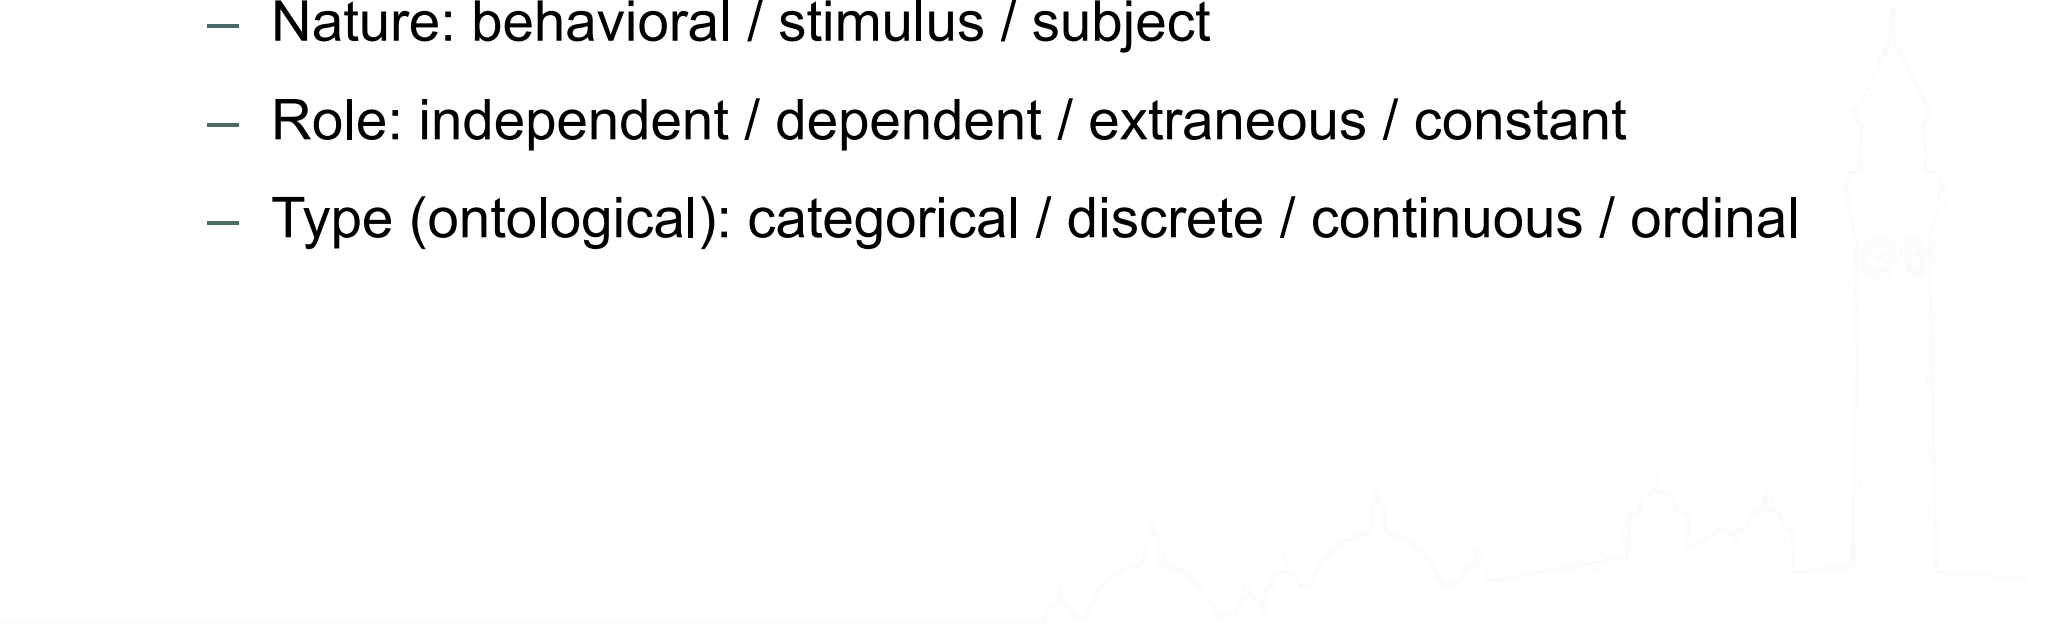 – Nature: behavioral / stimulus / subject
– Role: independent / dependent / extraneous / constant
– Type (ontological): categorical / discrete / continuous / ordinal